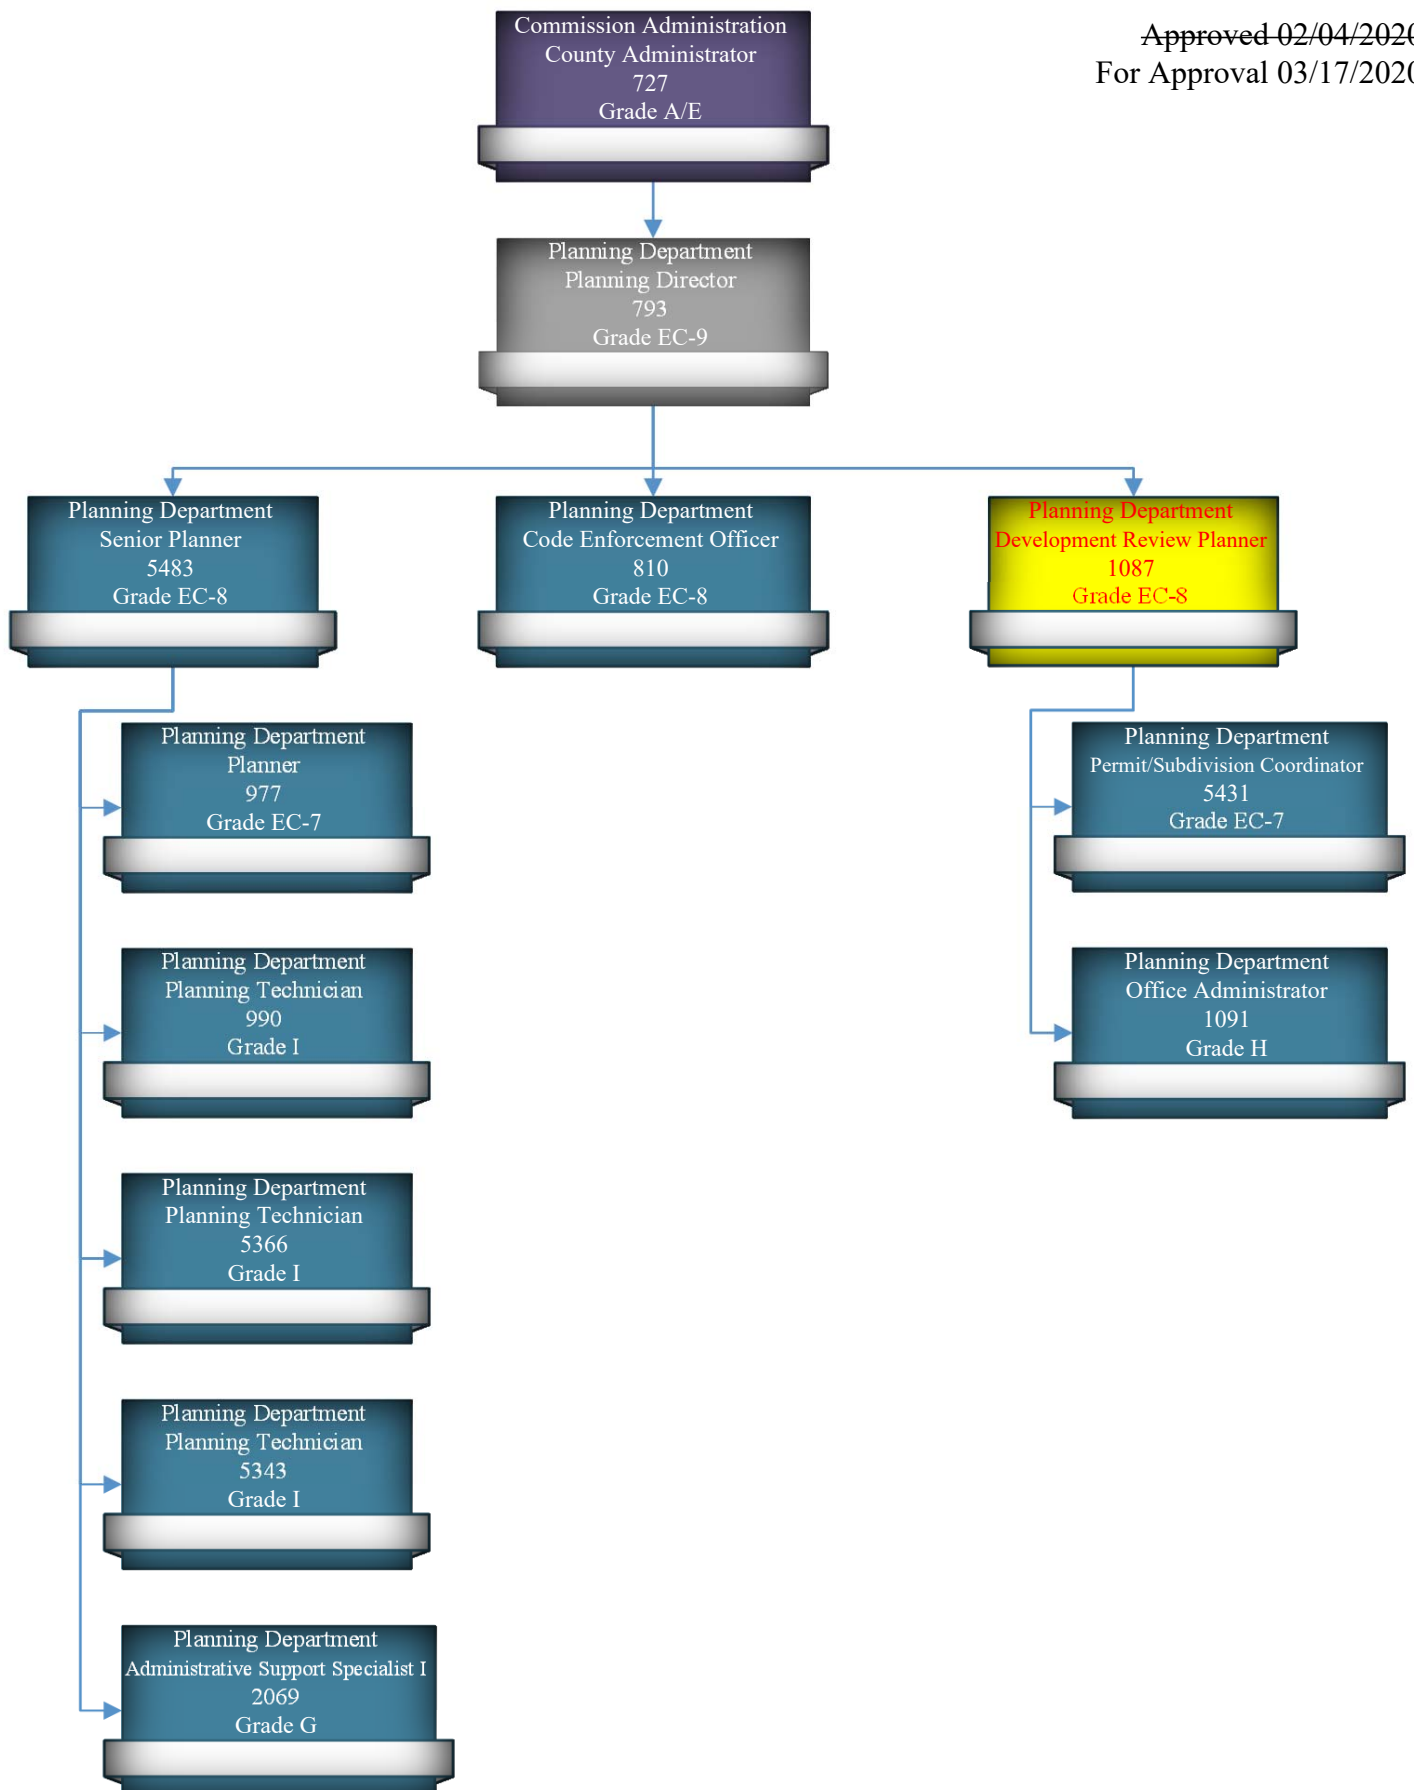 Commission Administration
County Administrator
727
Grade A/E
Approved 02/04/2020
For Approval 03/17/2020
Planning Department
Planning Director
793
Grade EC-9
Planning Department
Senior Planner
5483
Grade EC-8
Planning Department
Code Enforcement Officer
810
Grade EC-8
Planning Department
Development Review Planner
1087
Grade EC-8
Planning Department
Planner
977
Grade EC-7
Planning Department
Permit/Subdivision Coordinator
5431
Grade EC-7
Planning Department
Planning Technician
990
Grade I
Planning Department
Office Administrator
1091
Grade H
Planning Department
Planning Technician
5366
Grade I
Planning Department
Planning Technician
5343
Grade I
Planning Department
Administrative Support Specialist I
2069
Grade G